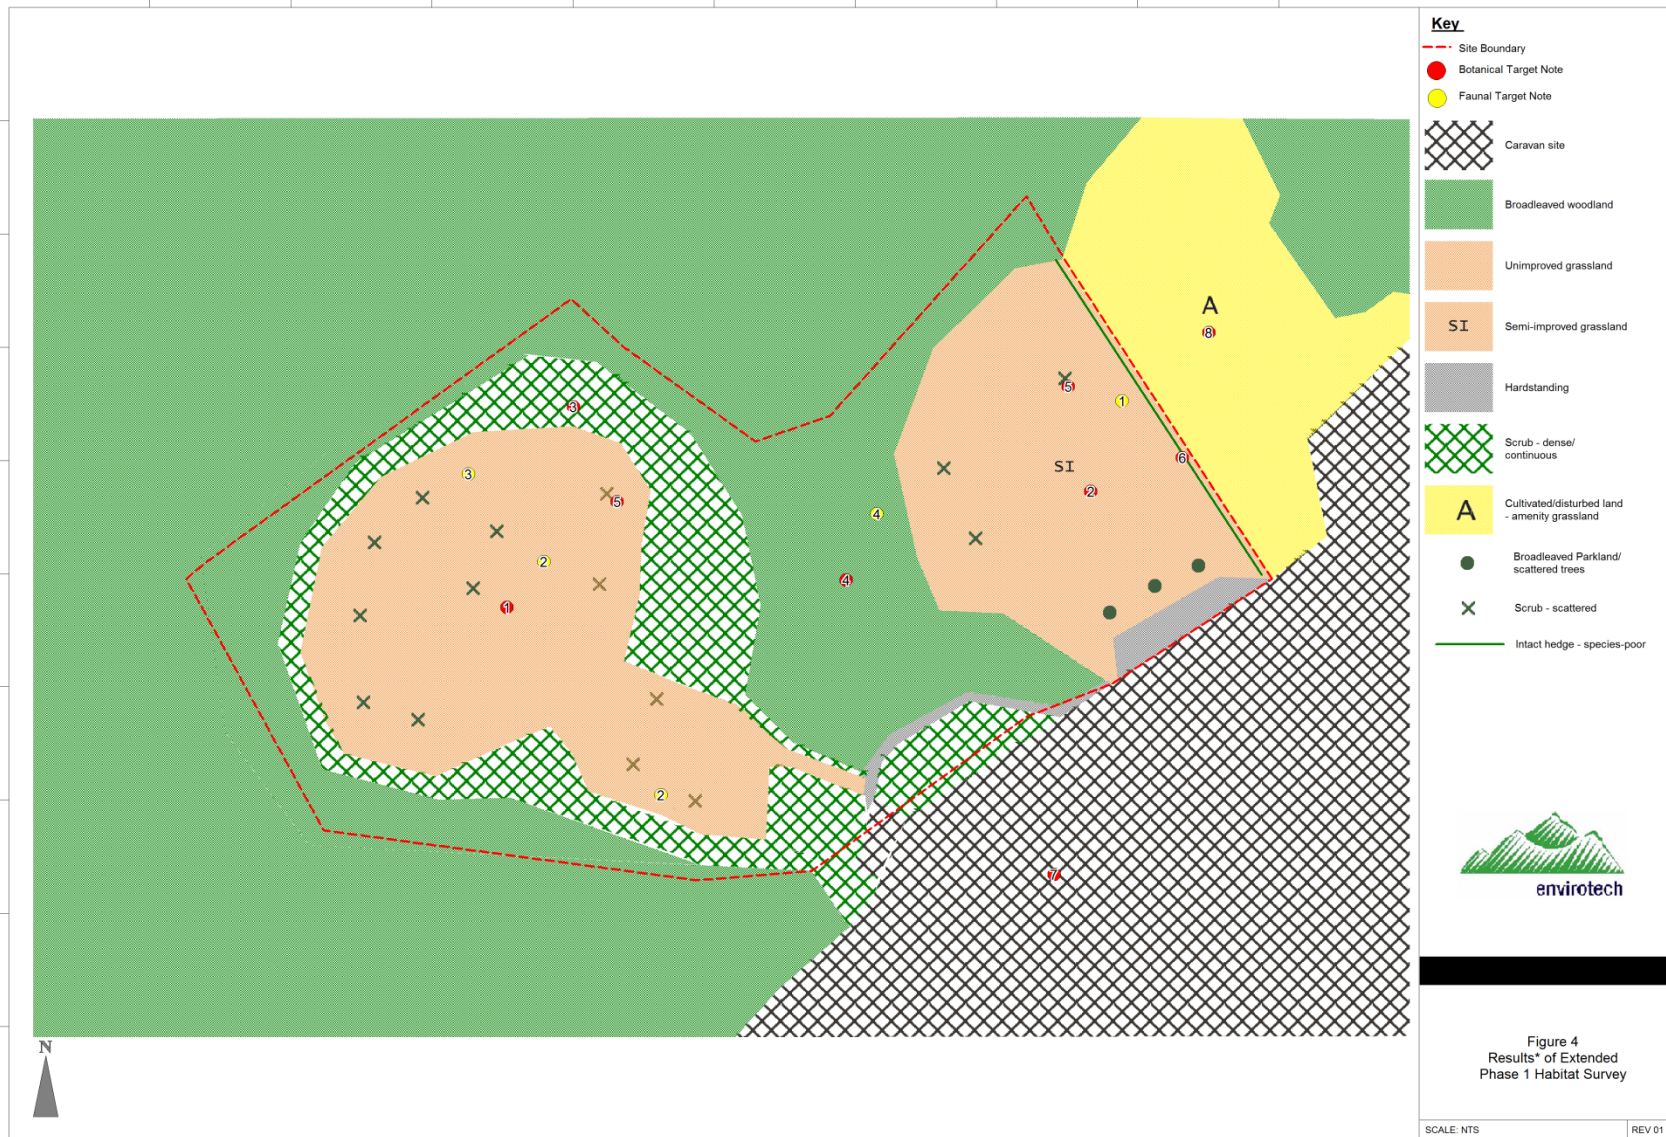 Key
Site Boundary
Botanical Target Note
Faunal Target Note
Caravan site
Broadleaved woodland
Unimproved grassland
SI
Semi-improved grassland
Hardstanding
Scrub - dense/
continuous
A
Cultivated/disturbed land
- amenity grassland
Broadleaved Parkland/
scattered trees
Scrub - scattered
Intact hedge - species-poor
A
8
5
1
3
6
SI
3
2
5
4
2
4
1
2
7
envirotech
N
Figure 4
Results* of Extended
Phase 1 Habitat Survey
SCALE: NTS
REV 01